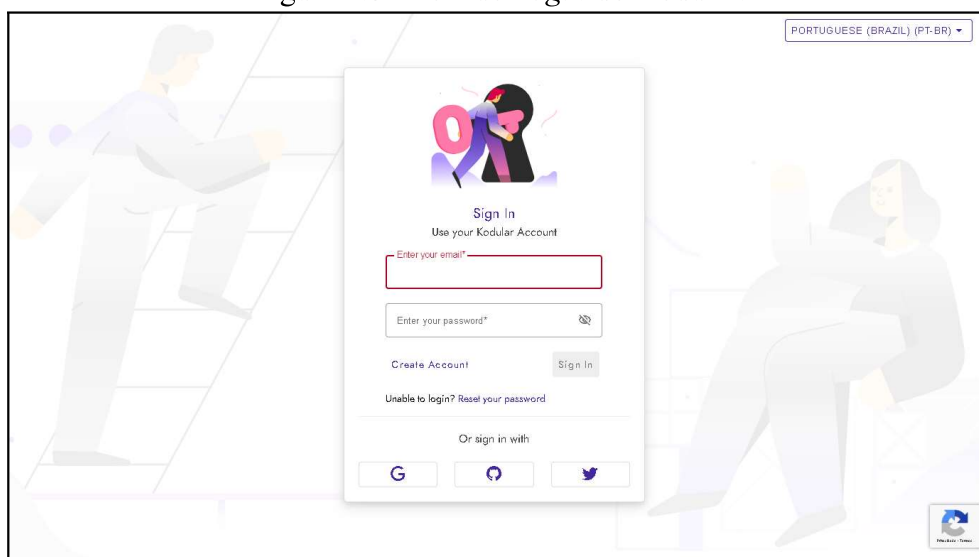 PORTUGUESE (BRAZIL) (PT-BR)
Sign In
Use your Kodular Account
Enter your email*
Enter your password*
Create Account
Sign In
Unable to login? Reset your password
Or sign in with